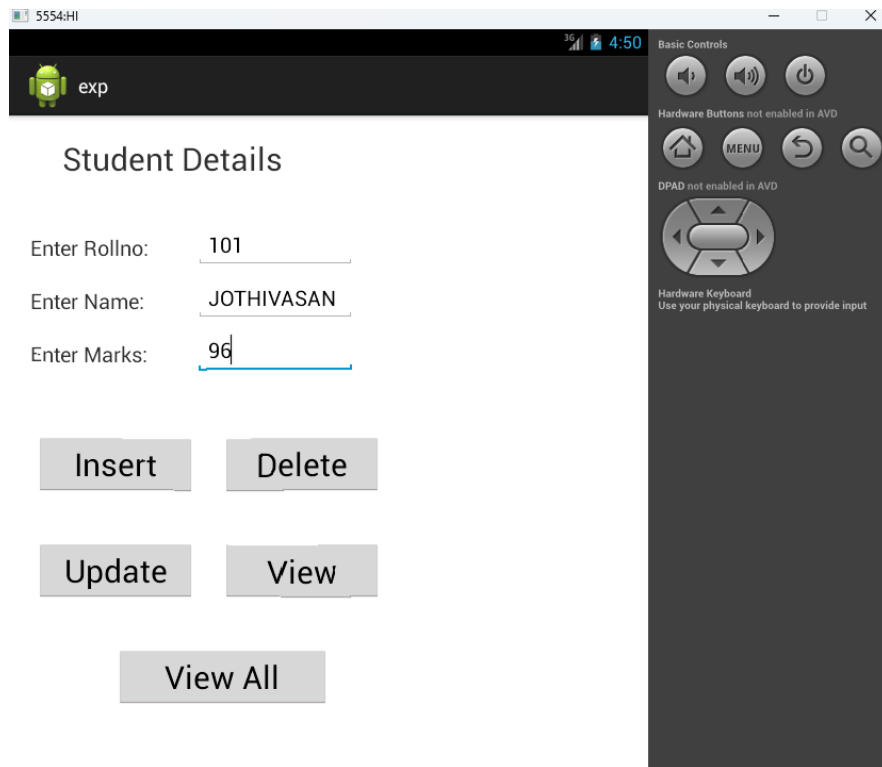 5554:HI
3G 4:50
exp
Student Details
Enter Rollno: 101
Enter Name: JOTHIVASAN
Enter Marks: 96
Insert Delete
Update View
View All
Basic Controls
Hardware Buttons not enabled in AVD
MENU
DPAD not enabled in AVD
Hardware Keyboard
Use your physical keyboard to provide input